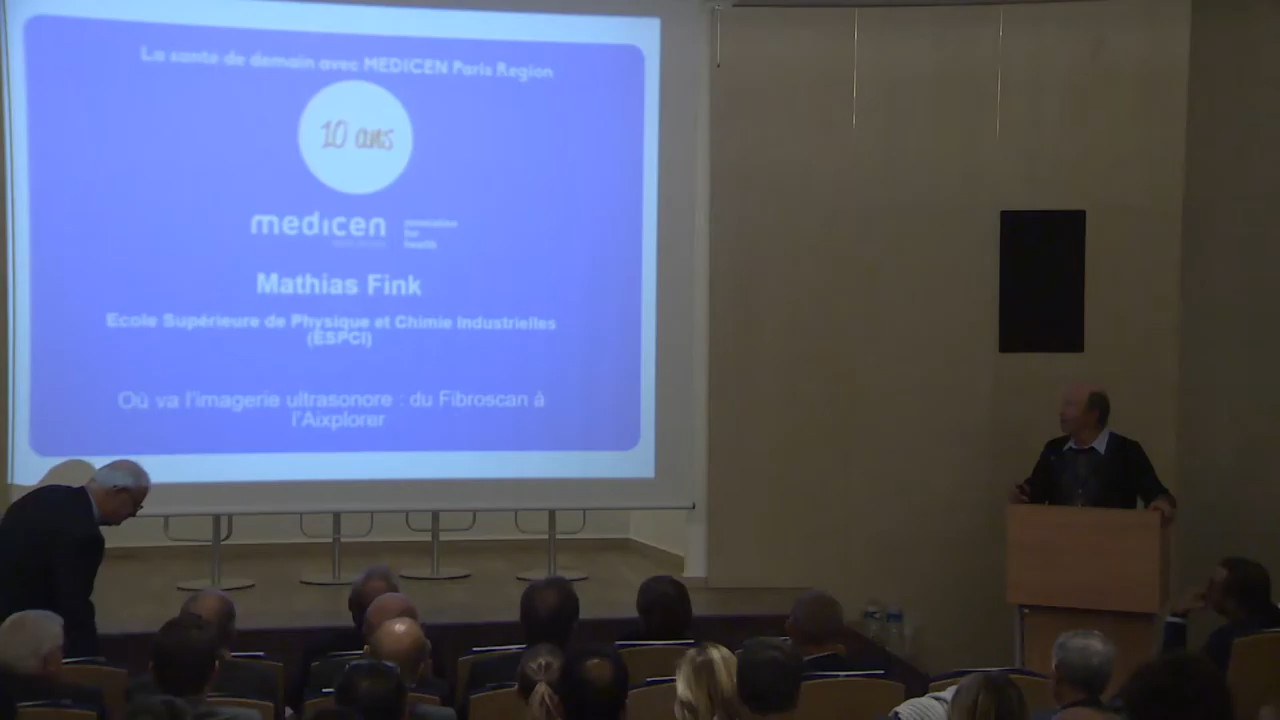 La santé de demain avec MEDICEN Paris Region
10 ans
medicen
innovation
for
health
Mathias Fink
Ecole Supérieure de Physique et Chimie Industrielles
(ESPCI)
Où va l'imagerie ultrasonore : du Fibroscan à
l'Aixplorer